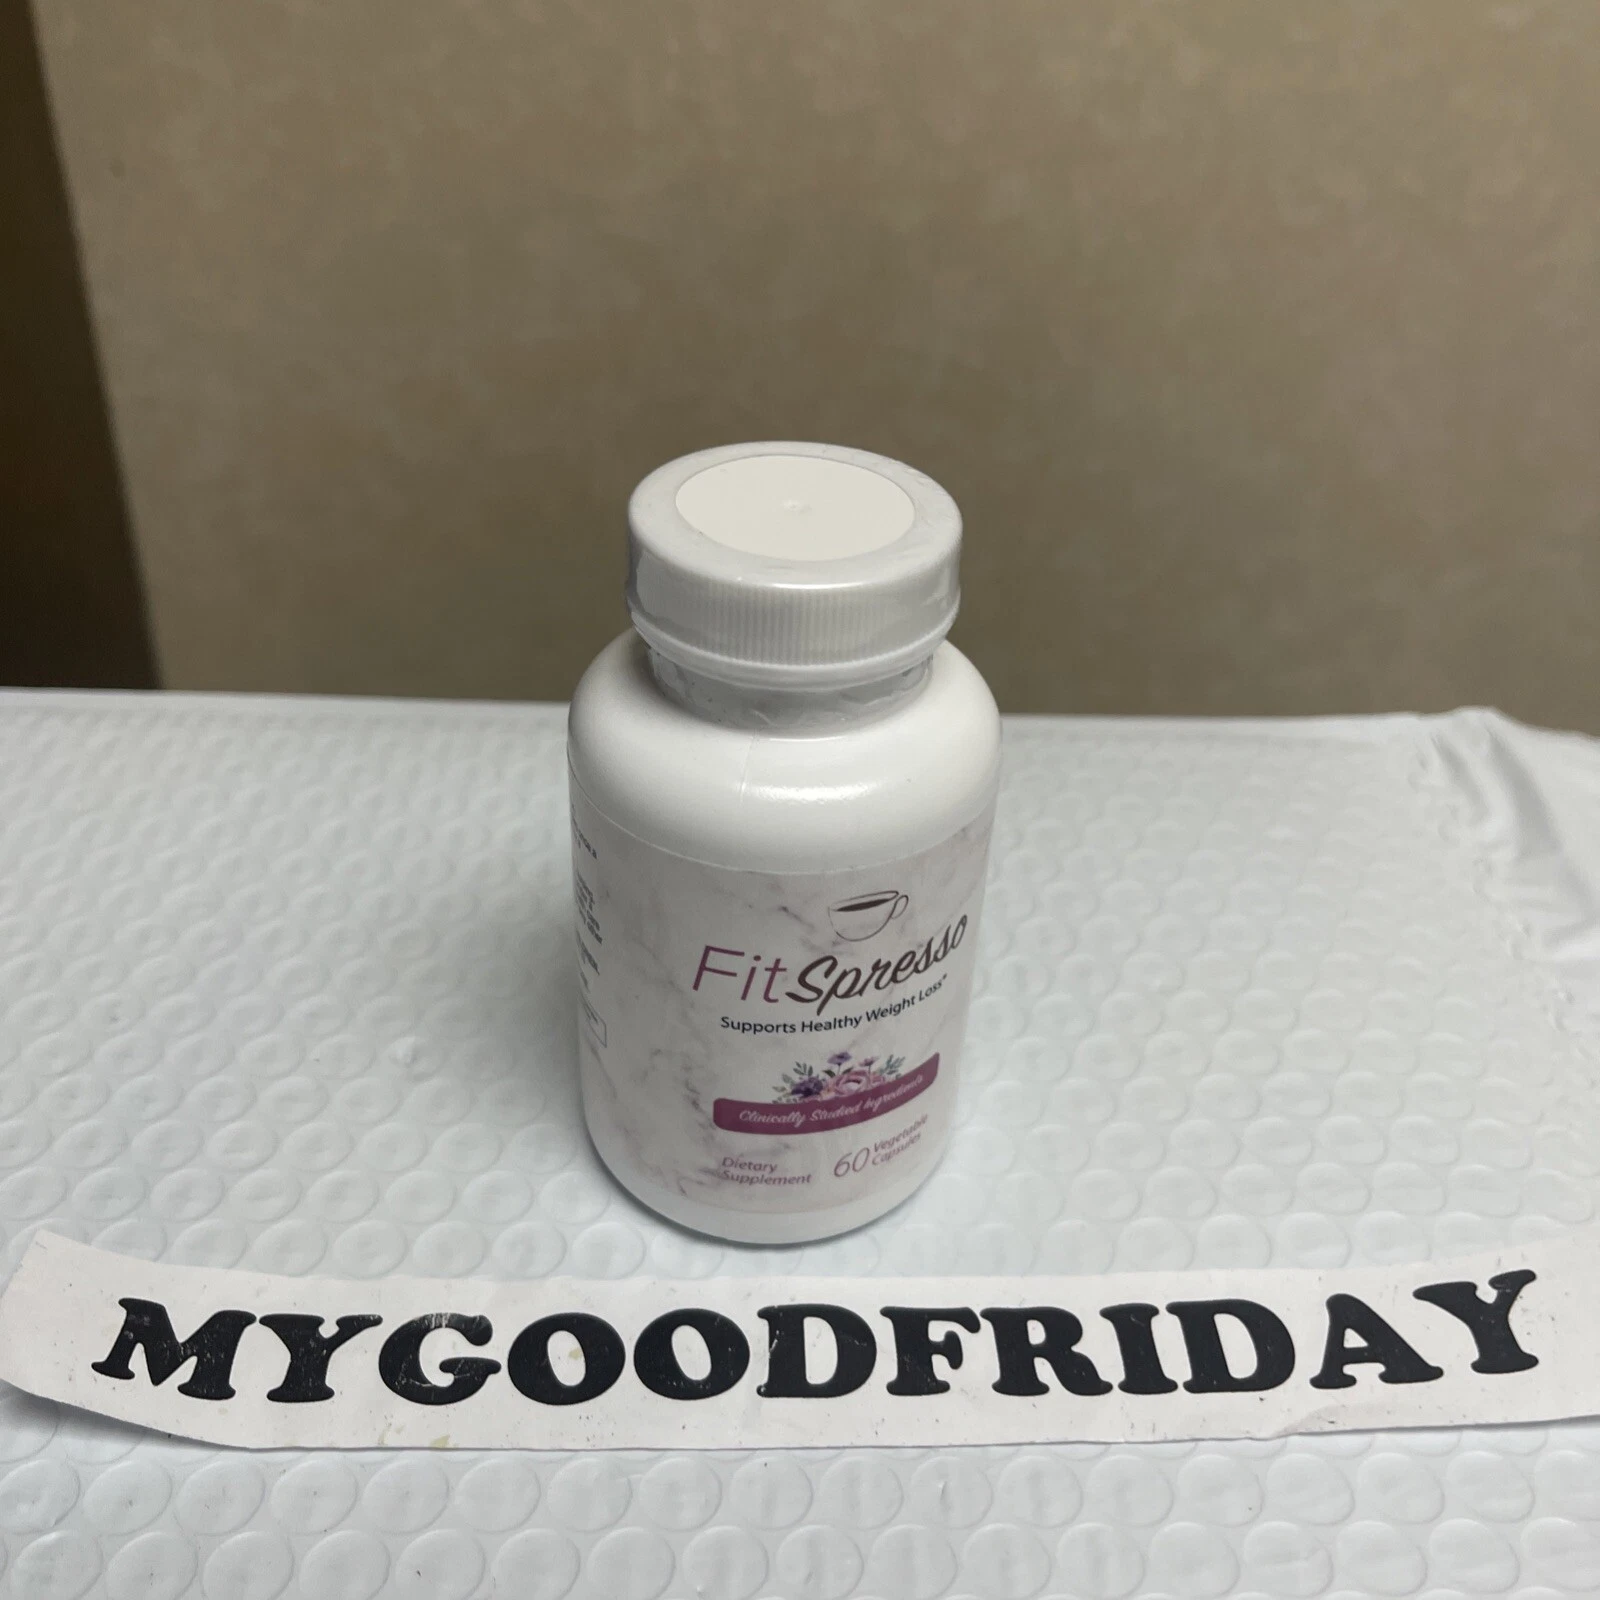 FitSpresso
Supports Healthy Weight Loss*
Clinically Studied Ingredients
Dietary
Supplement
60 Vegetable
Capsules
MYGOODFRIDAY